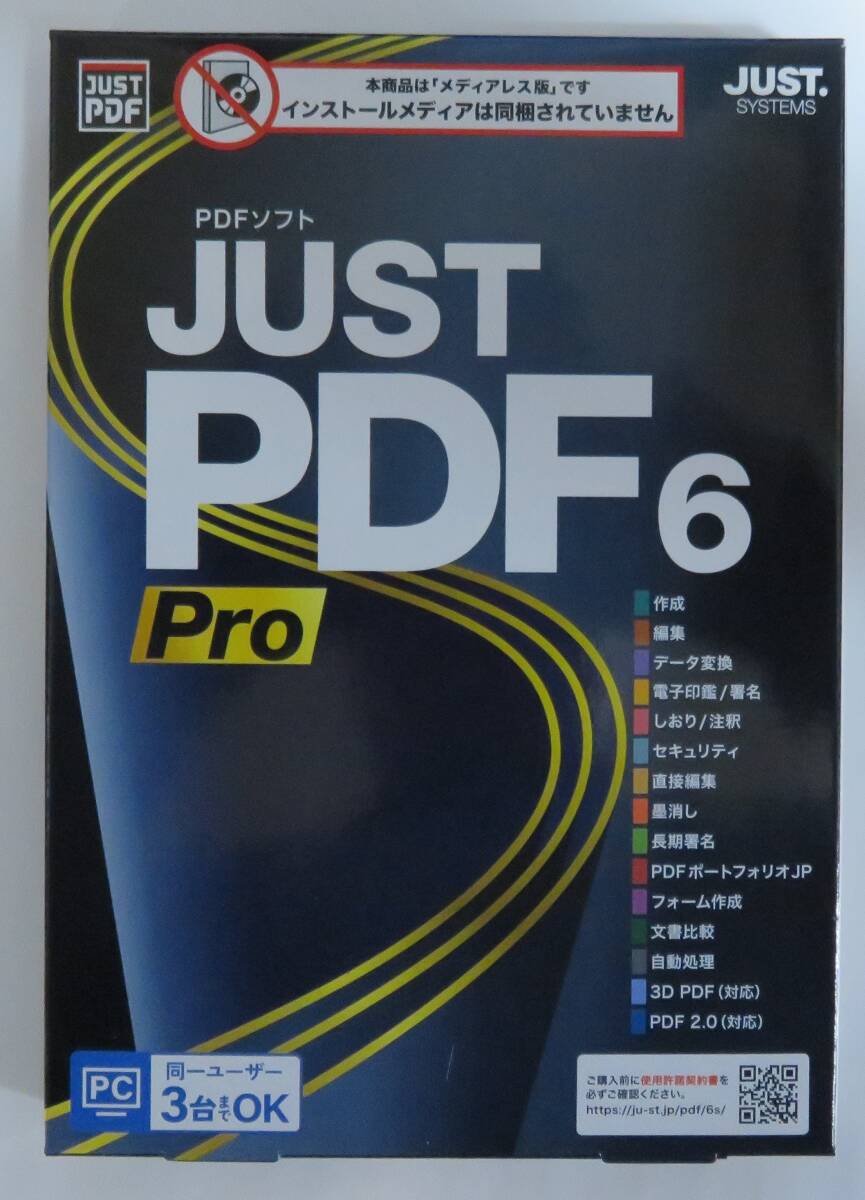 JUST
PDF
本商品は「メディアレス版」です
インストールメディアは同梱されていません
JUST.
SYSTEMS
PDFソフト
JUST
PDF 6
Pro
作成
編集
データ変換
電子印鑑/署名
しおり/注釈
セキュリティ
直接編集
墨消し
長期署名
PDFポートフォリオJP
フォーム作成
文書比較
自動処理
3D PDF(対応)
PDF 2.0(対応)
PC
同一ユーザー
3台までOK
ご購入前に使用許諾契約書を
必ずご確認ください。
https://ju-st.jp/pdf/6s/